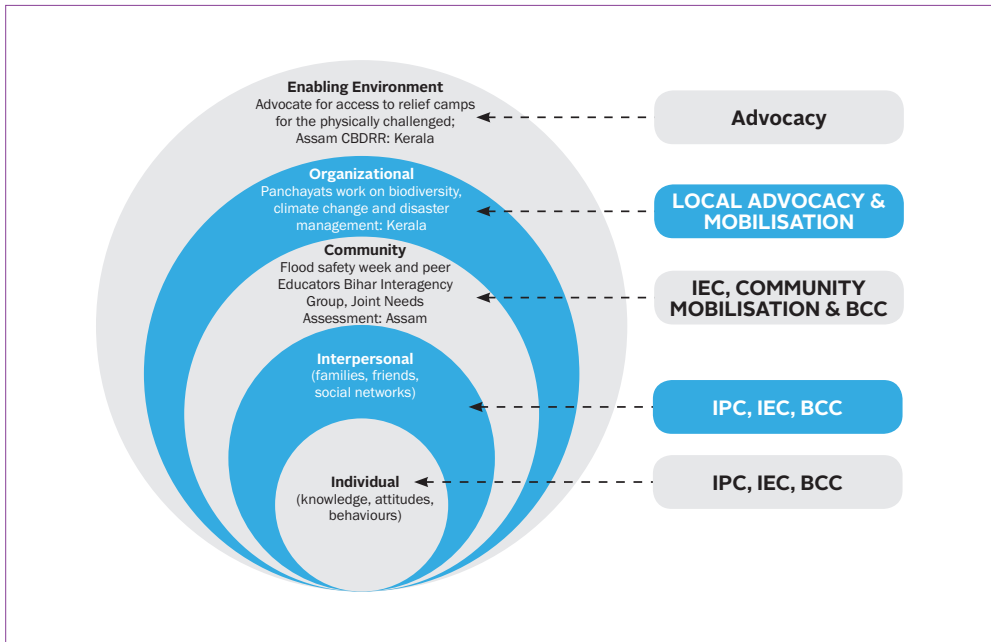 Enabling Environment
Advocate for access to relief camps
for the physically challenged;
Assam CBDRR: Kerala
Advocacy
Organizational
Panchayats work on biodiversity,
climate change and disaster
management: Kerala
LOCAL ADVOCACY &
MOBILISATION
Community
Flood safety week and peer
Educators Bihar Interagency
Group, Joint Needs
Assessment: Assam
IEC, COMMUNITY
MOBILISATION & BCC
Interpersonal
(families, friends,
social networks)
IPC, IEC, BCC
Individual
(knowledge, attitudes,
behaviours)
IPC, IEC, BCC